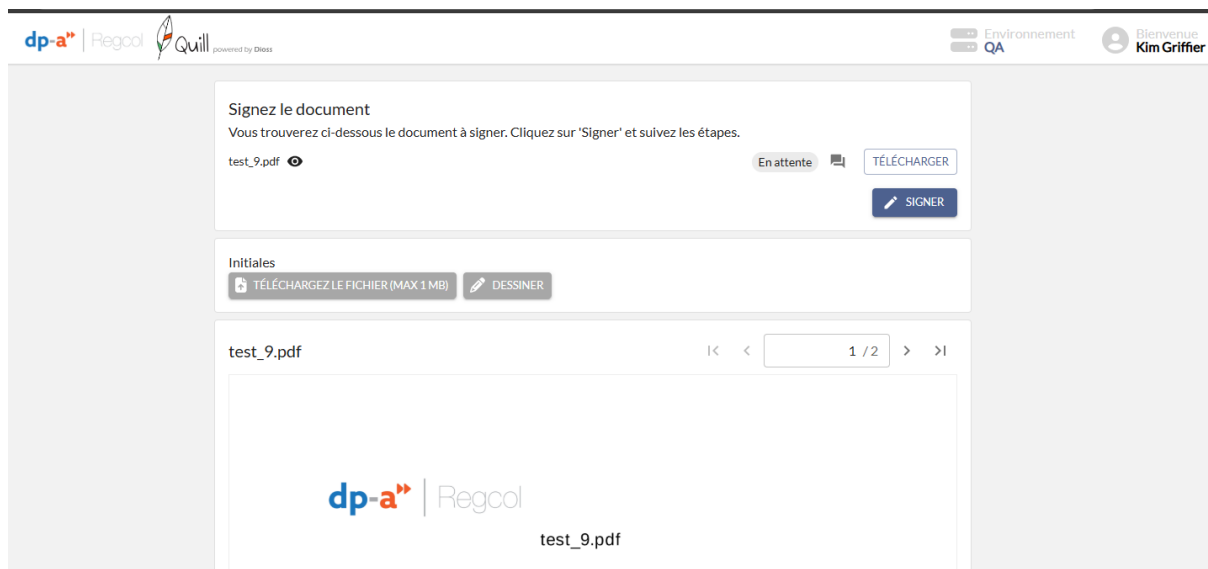 dp-a | Regcol Quill powered by Dioss
Environnement
QA
Bienvenue
Kim Griffier
Signez le document
Vous trouverez ci-dessous le document à signer. Cliquez sur 'Signer' et suivez les étapes.
test_9.pdf
En attente
TÉLÉCHARGER
SIGNER
Initiales
TÉLÉCHARGEZ LE FICHIER (MAX 1 MB)
DESSINER
test_9.pdf
1 / 2
dp-a | Regcol
test_9.pdf